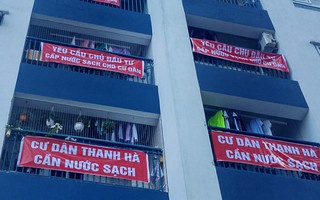 YÊU CẦU CHỦ ĐẦU TƯ
CẤP NƯỚC SẠCH CHO CƯ DÂN
YÊU CẦU CHỦ ĐẦU TƯ
CẤP NƯỚC SẠCH CHO CƯ DÂN
CƯ DÂN THANH HÀ
CẦN NƯỚC SẠCH
CƯ DÂN THANH HÀ
CẦN NƯỚC SẠCH